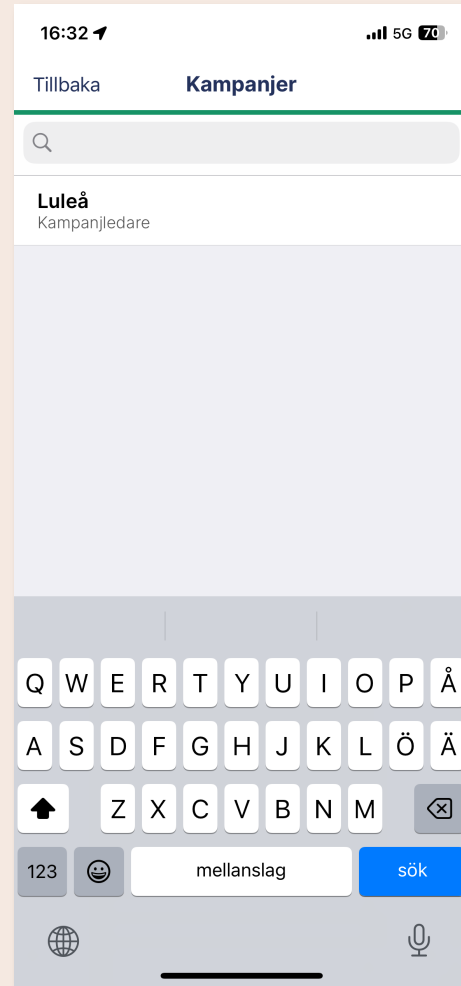 16:32 5G 70
Tillbaka Kampanjer
Luleå
Kampanjledare
Q W E R T Y U I O P Å
A S D F G H J K L Ö Ä
Z X C V B N M
123 mellanslag sök